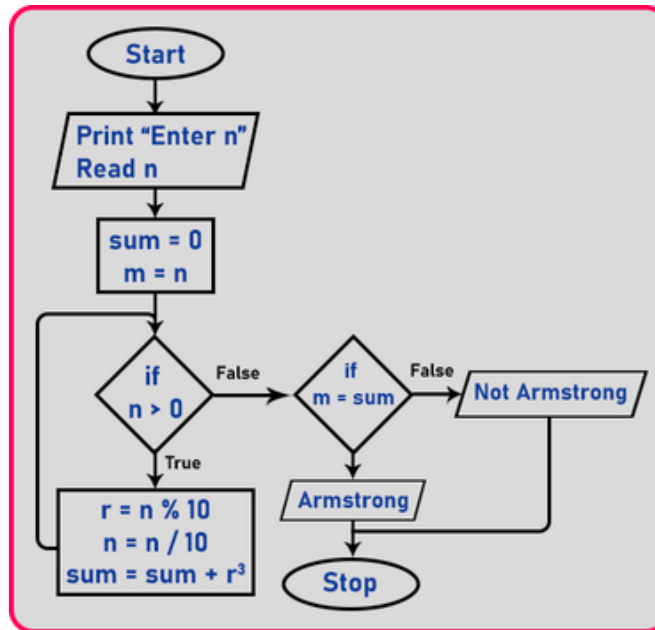 Start
Print “Enter n”
Read n
sum = 0
m = n
if
n > 0
False
if
m = sum
False
Not Armstrong
True
r = n % 10
n = n / 10
sum = sum + r³
Armstrong
Stop